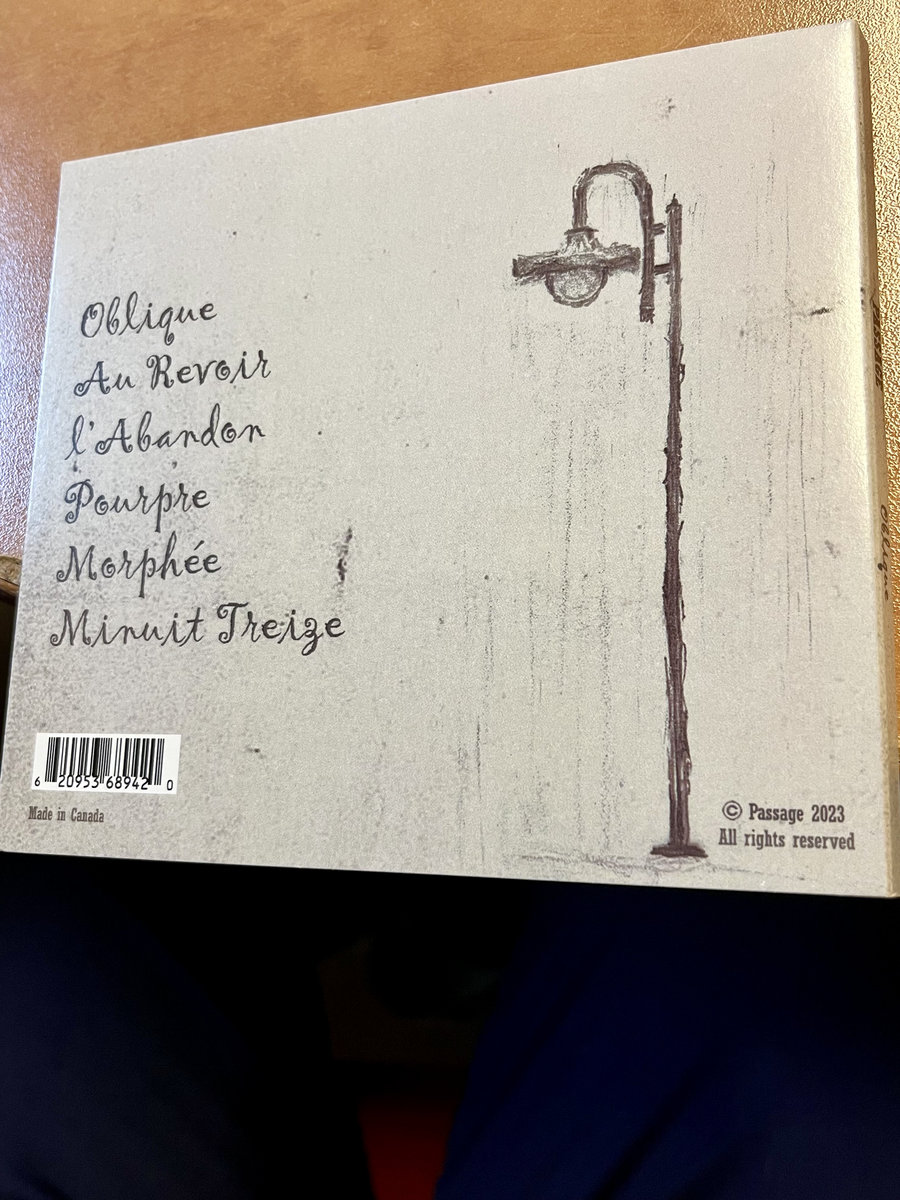 Oblique
Au Revoir
l'Abandon
Pourpre
Morphée
Minuit Treize
6 20953 68942 0
Made in Canada
© Passage 2023
All rights reserved
Oblique